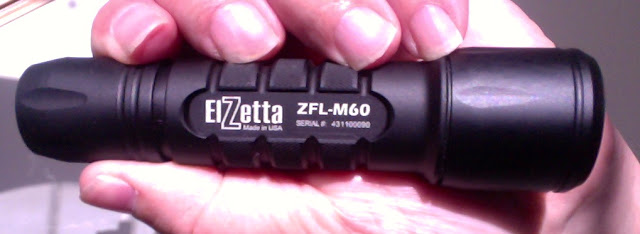 ElZetta ZFL-M60
Made in USA SERIAL #: 431100090